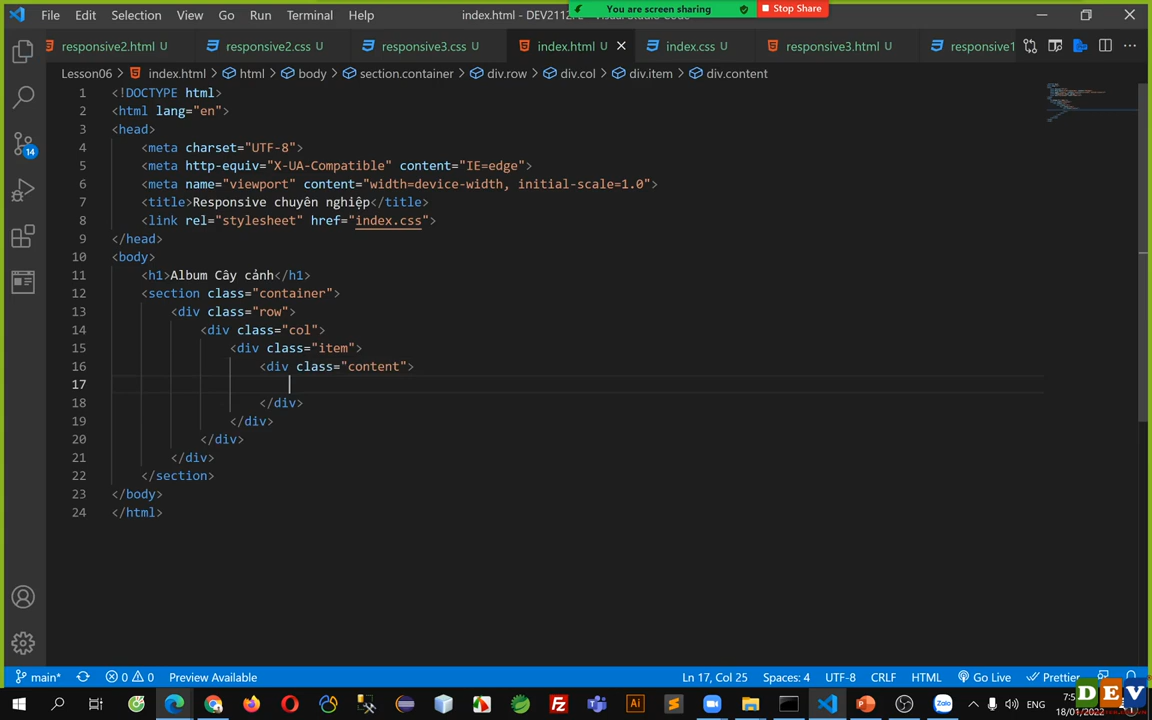 File Edit Selection View Go Run Terminal Help
You are screen sharing
Stop Share
responsive2.html U
responsive2.css U
responsive3.css U
index.html U
index.css U
responsive3.html U
responsive1
Lesson06 > index.html > html > body > section.container > div.row > div.col > div.item > div.content
1 <!DOCTYPE html>
2 <html lang="en">
3 <head>
4 <meta charset="UTF-8">
5 <meta http-equiv="X-UA-Compatible" content="IE=edge">
6 <meta name="viewport" content="width=device-width, initial-scale=1.0">
7 <title>Responsive chuyên nghiệp</title>
8 <link rel="stylesheet" href="index.css">
9 </head>
10 <body>
11 <h1>Album Cây cảnh</h1>
12 <section class="container">
13 <div class="row">
14 <div class="col">
15 <div class="item">
16 <div class="content">
17
18 </div>
19 </div>
20 </div>
21 </div>
22 </section>
23 </body>
24 </html>
14
main* 0 0 Preview Available
Ln 17, Col 25 Spaces: 4 UTF-8 CRLF HTML Go Live
ENG
18/01/2022
DEV